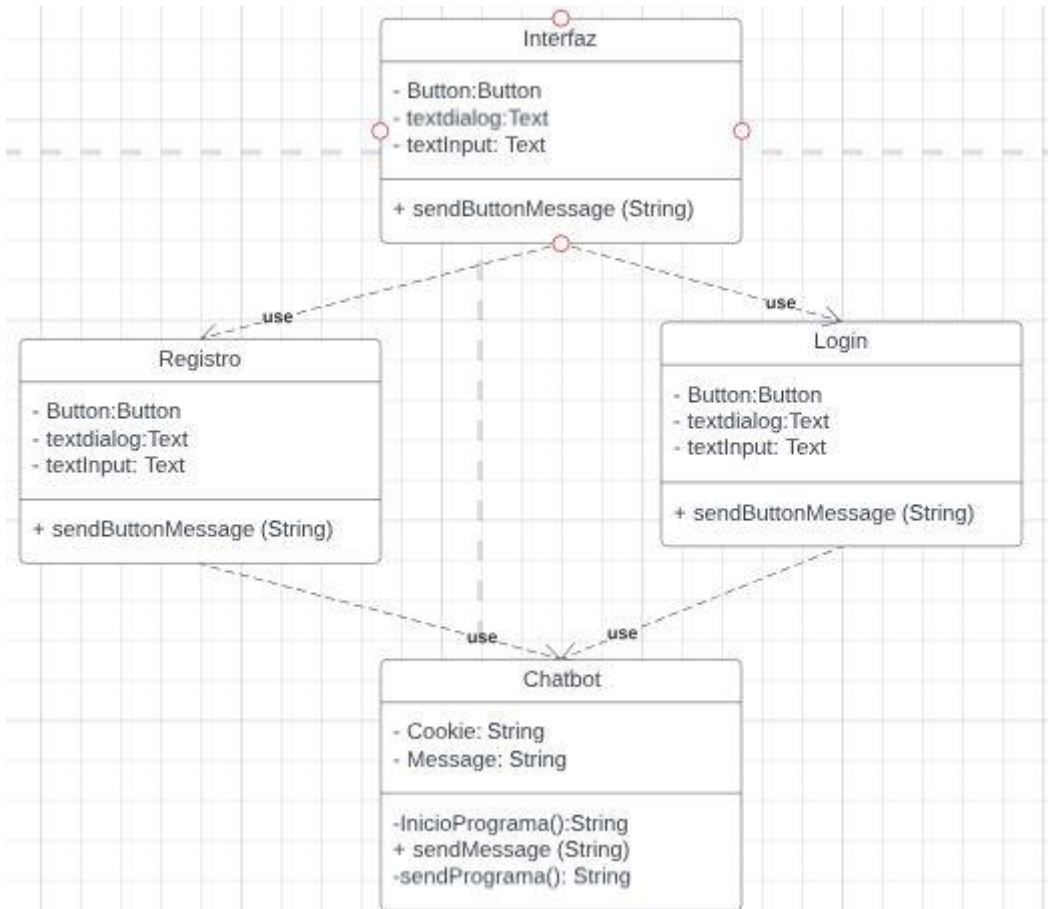 Interfaz
- Button:Button
- textdialog:Text
- textInput: Text
+ sendButtonMessage (String)
use
use
Registro
- Button:Button
- textdialog:Text
- textInput: Text
+ sendButtonMessage (String)
Login
- Button:Button
- textdialog:Text
- textInput: Text
+ sendButtonMessage (String)
use
use
Chatbot
- Cookie: String
- Message: String
-InicioPrograma():String
+ sendMessage (String)
-sendPrograma(): String